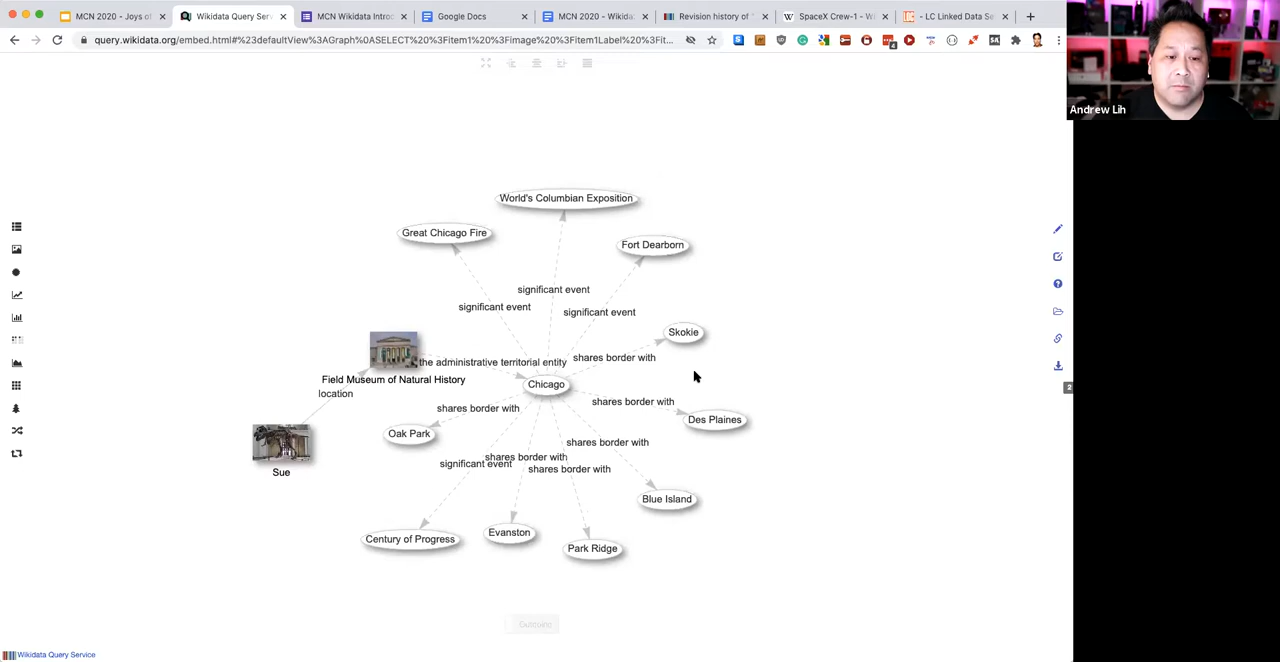 MCN 2020 - Joys of
Wikidata Query Serv
MCN Wikidata Introd
Google Docs
MCN 2020 - Wikidat
Revision history of "
SpaceX Crew-1 - Wi
- LC Linked Data Se
query.wikidata.org/embed.html#%23defaultView%3AGraph%0ASELECT%20%3Fitem1%20%3Fimage%20%3Fitem1Label%20%3Fit...
4
Andrew Lih
World's Columbian Exposition
Great Chicago Fire
Fort Dearborn
significant event
significant event
significant event
Skokie
shares border with
the administrative territorial entity
Field Museum of Natural History
Chicago
2
location
shares border with
shares border with
Des Plaines
Oak Park
shares border with
shares border with
significant event
shares border with
Sue
Blue Island
Evanston
Century of Progress
Park Ridge
Outgoing
Wikidata Query Service